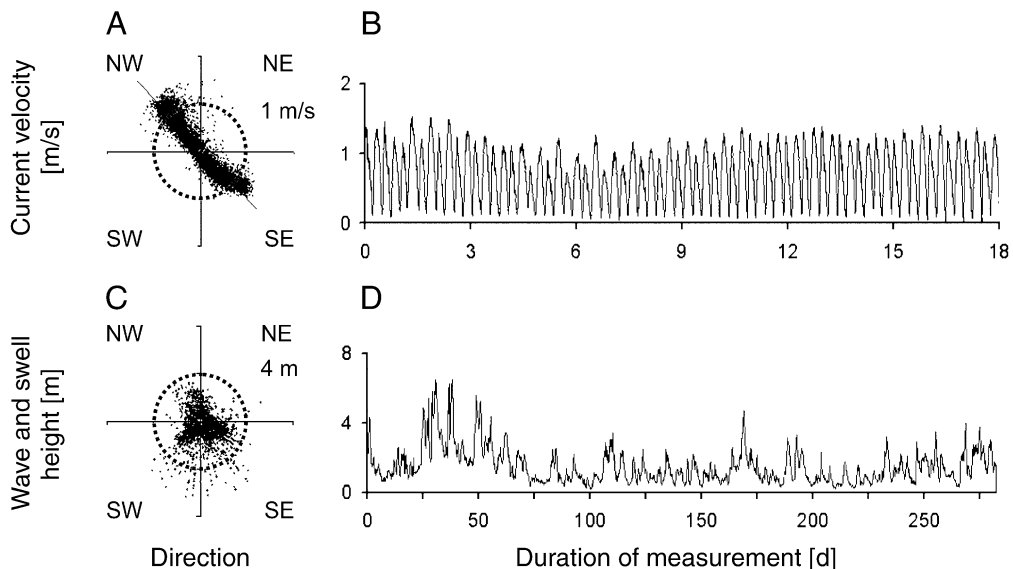 A
B
Current velocity
[m/s]
NW
NE
1 m/s
SW
SE
2
1
0
0
3
6
9
12
15
18
C
D
Wave and swell
height [m]
NW
NE
4 m
SW
SE
8
4
0
0
50
100
150
200
250
Direction
Duration of measurement [d]